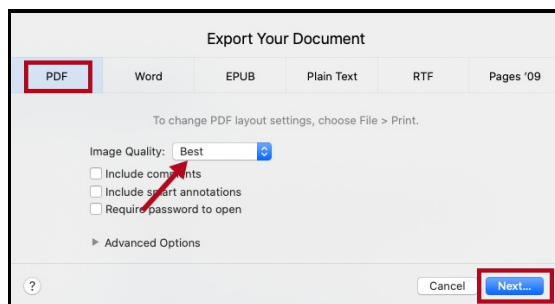 Export Your Document
PDF Word EPUB Plain Text RTF Pages '09
To change PDF layout settings, choose File > Print.
Image Quality: Best
Include comments
Include smart annotations
Require password to open
Advanced Options
? Cancel Next...